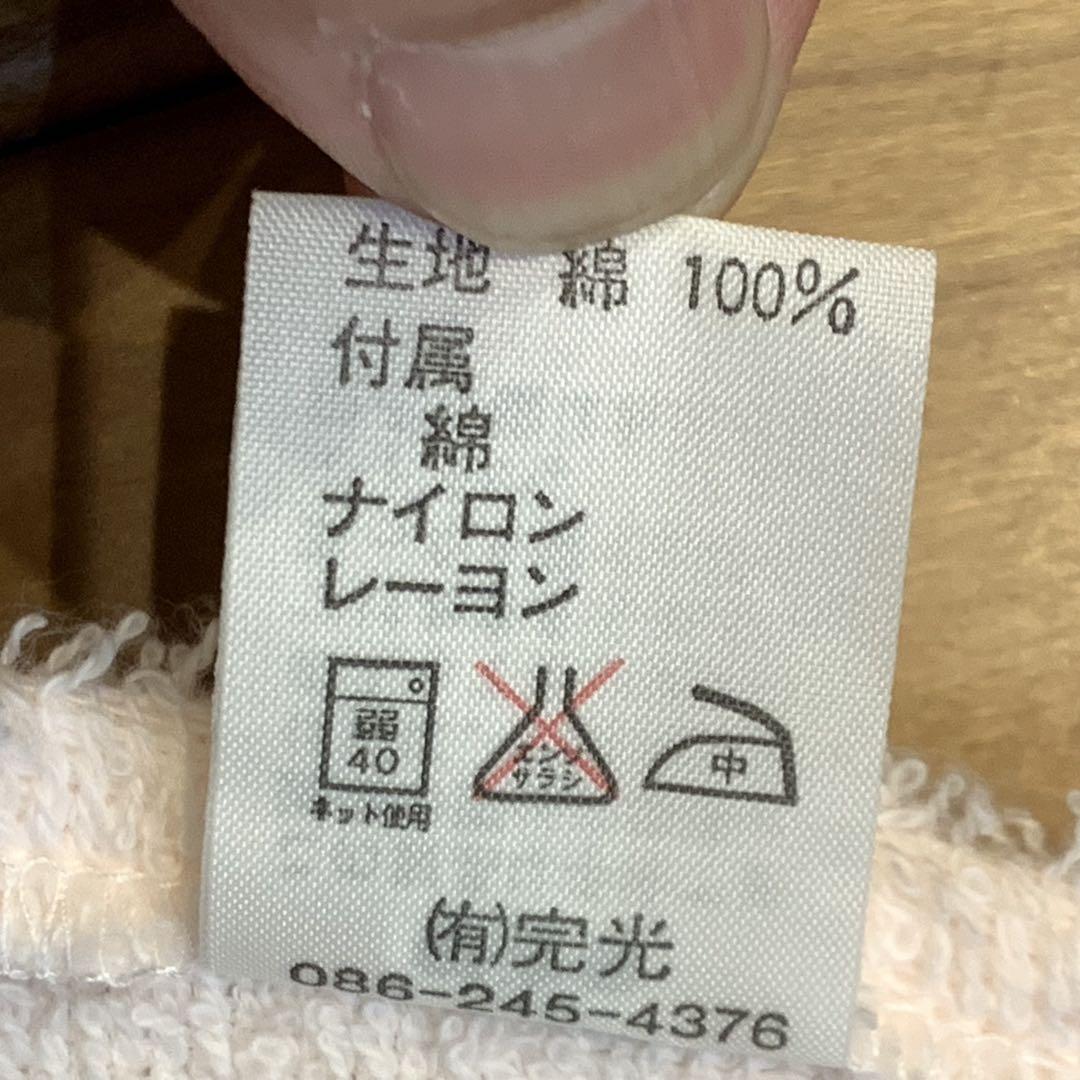 生地 綿 100%
付属
綿
ナイロン
レーヨン
弱
40
ネット使用
エンソ
サラシ
中
㈲完光
086-245-4376